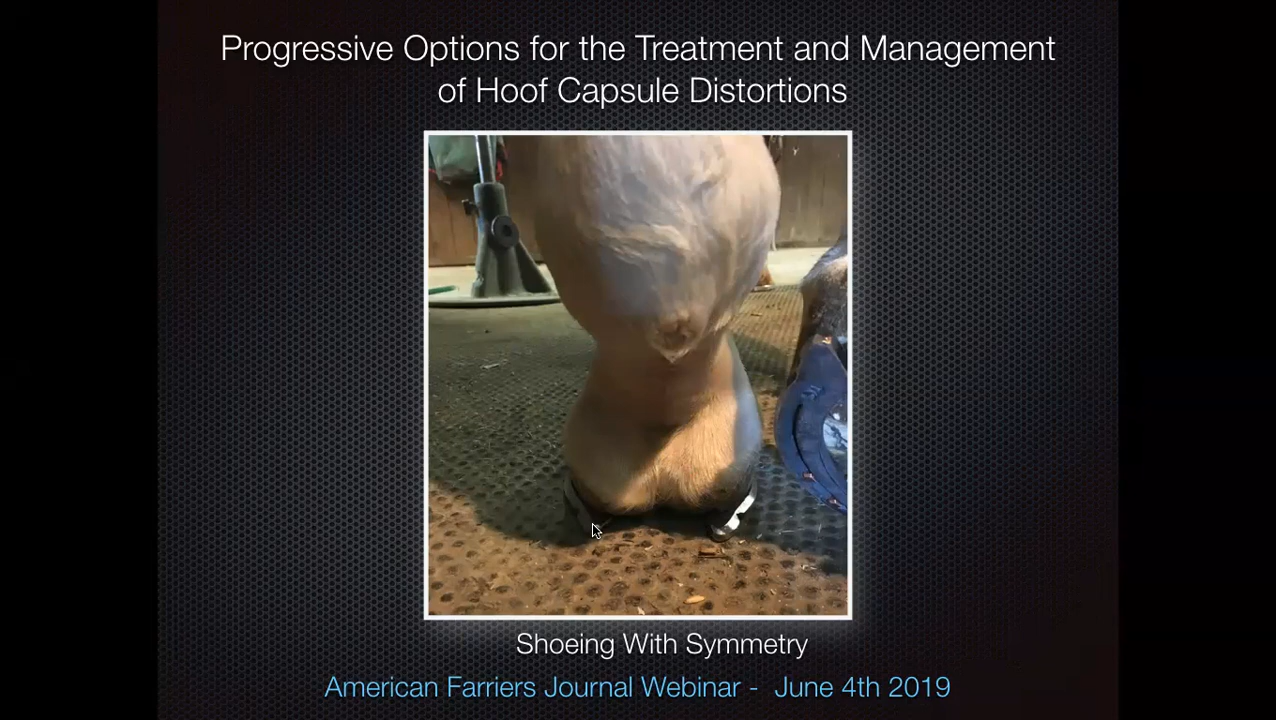 Progressive Options for the Treatment and Management
of Hoof Capsule Distortions
Shoeing With Symmetry
American Farriers Journal Webinar - June 4th 2019